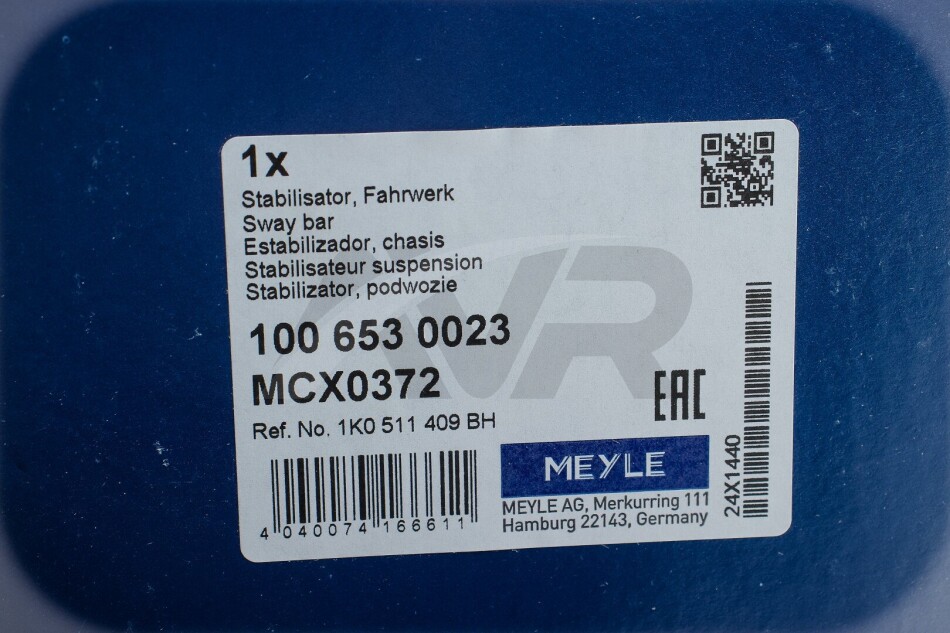 1x
Stabilisator, Fahrwerk
Sway bar
Estabilizador, chasis
Stabilisateur suspension
Stabilizator, podwozie
100 653 0023
MCX0372
Ref. No. 1K0 511 409 BH
4 040074 166611
EAC
MEYLE
MEYLE AG, Merkurring 111
Hamburg 22143, Germany
24X1440
VR